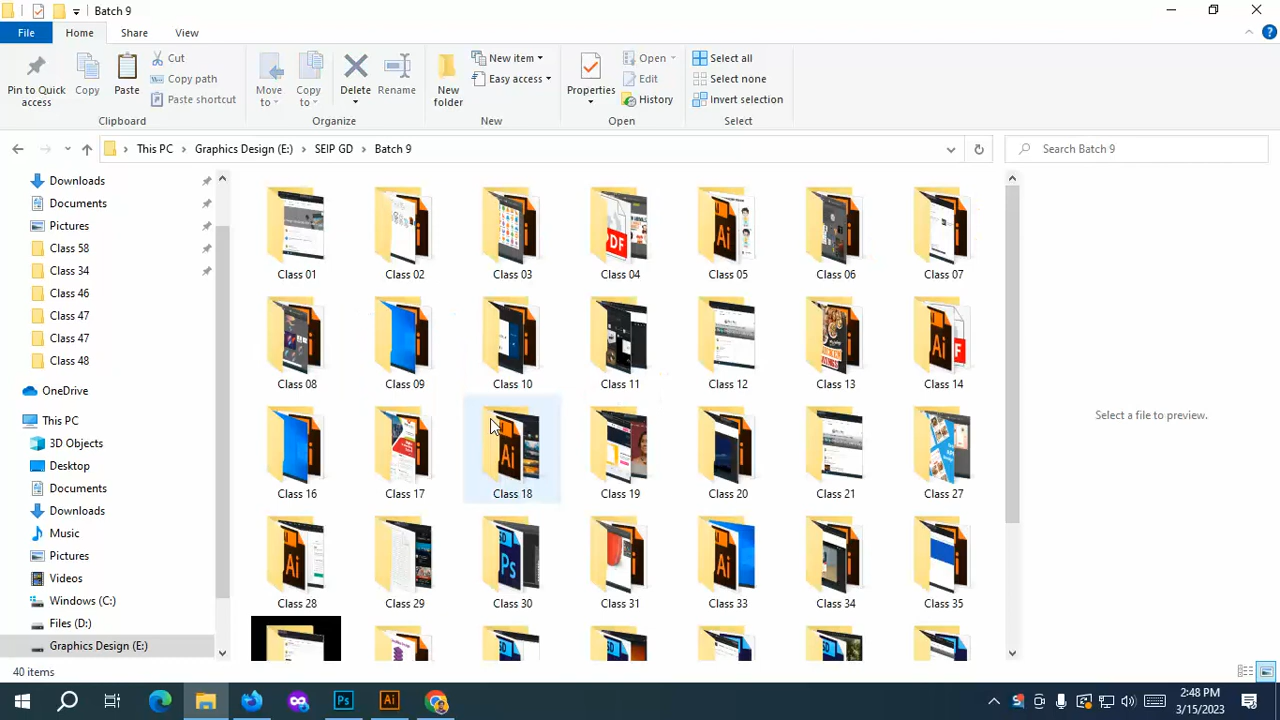 Batch 9
File Home Share View
Pin to Quick access
Copy
Paste
Cut
Copy path
Paste shortcut
Clipboard
Move to
Copy to
Delete
Rename
Organize
New folder
New item
Easy access
New
Properties
Open
Edit
History
Open
Select all
Select none
Invert selection
Select
This PC > Graphics Design (E:) > SEIP GD > Batch 9
Search Batch 9
Downloads
Documents
Pictures
Class 58
Class 34
Class 46
Class 47
Class 47
Class 48
OneDrive
This PC
3D Objects
Desktop
Documents
Downloads
Music
Pictures
Videos
Windows (C:)
Files (D:)
Graphics Design (E:)
Class 01 Class 02 Class 03 Class 04 Class 05 Class 06 Class 07
Class 08 Class 09 Class 10 Class 11 Class 12 Class 13 Class 14
Class 16 Class 17 Class 18 Class 19 Class 20 Class 21 Class 27
Class 28 Class 29 Class 30 Class 31 Class 33 Class 34 Class 35
Select a file to preview.
40 items
Ps
Ai
2:48 PM
3/15/2023